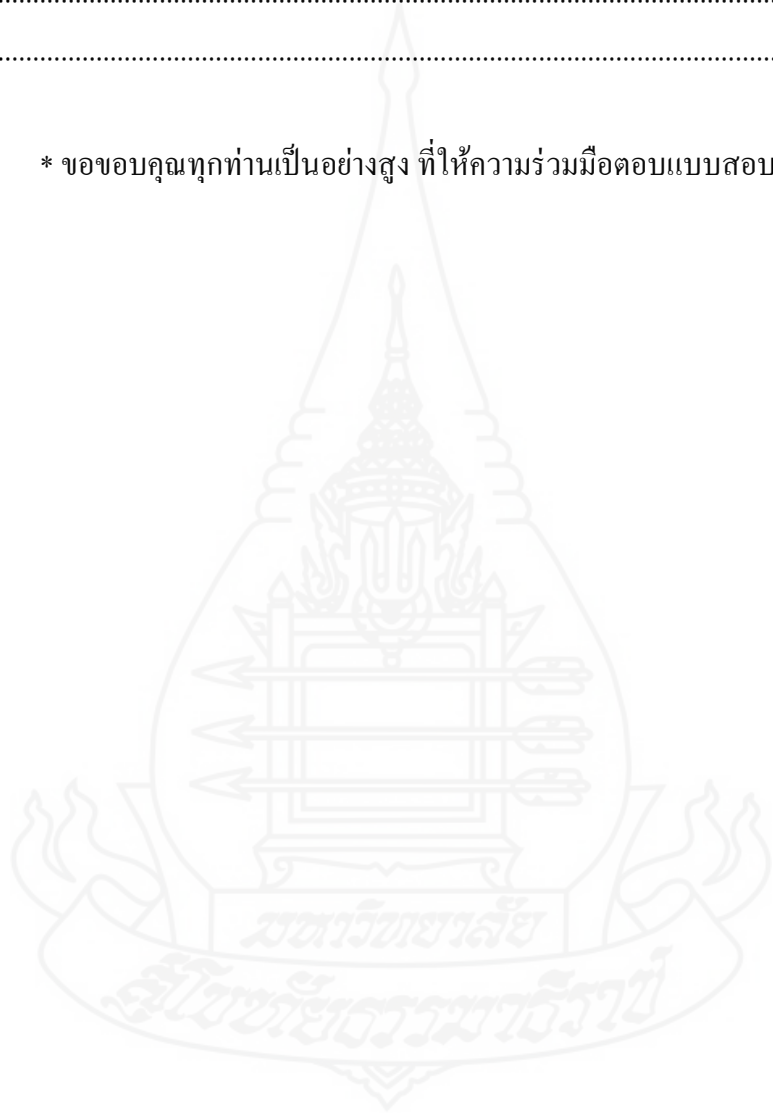 ................................................................................
................................................................................
* ขอขอบคุณทุกท่านเป็นอย่างสูง ที่ให้ความร่วมมือตอบแบบสอบ
มหาวิทยาลัย
สุโขทัยธรรมาธิราช